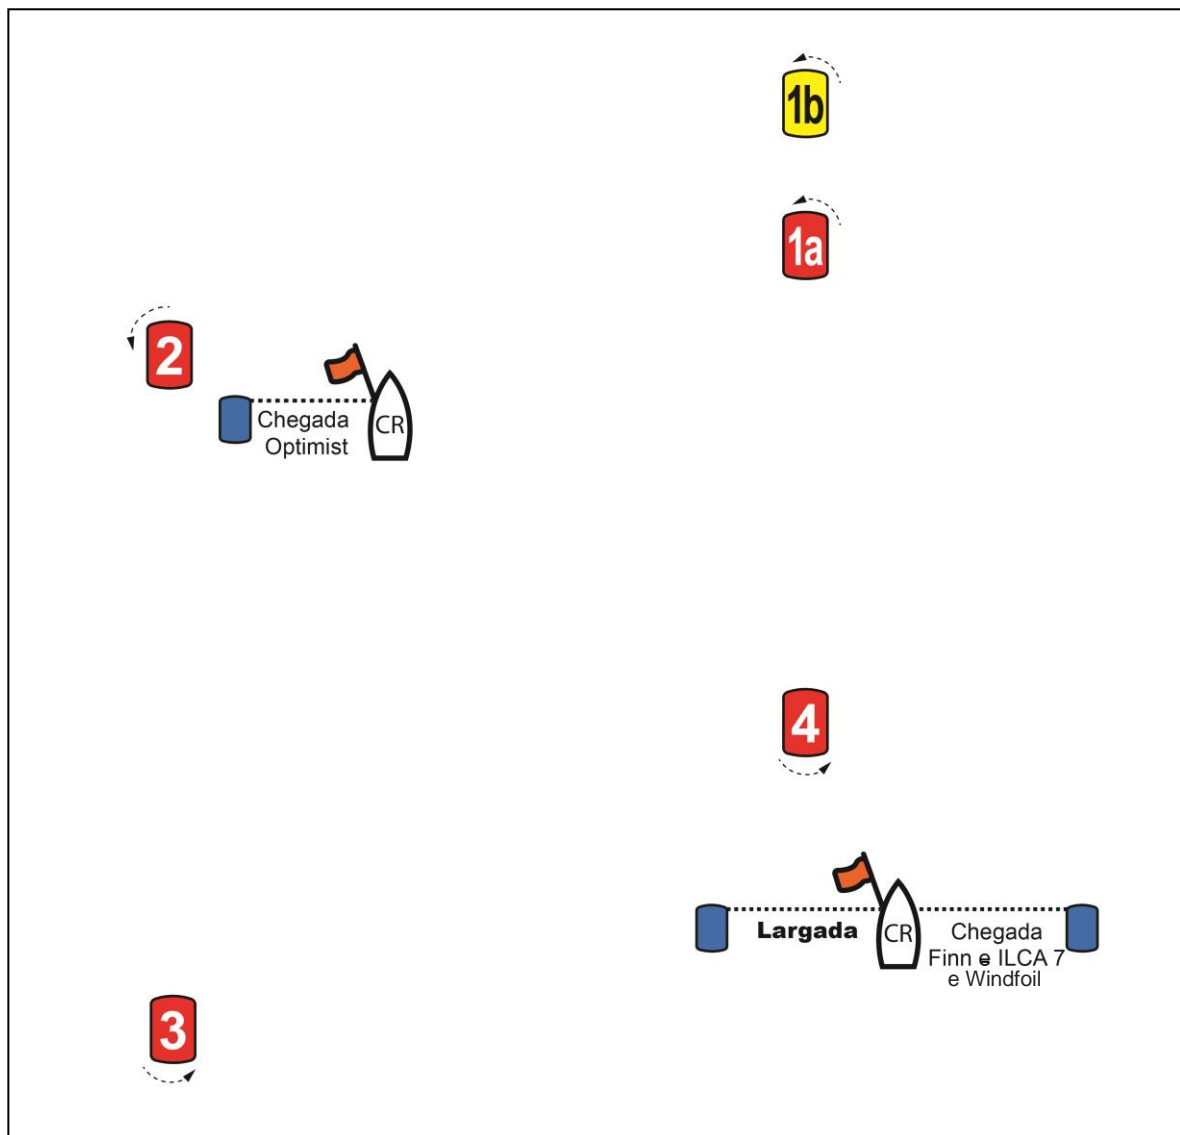 1b
1a
2
Chegada
Optimist
CR
4
Largada
CR
Chegada
Finn e ILCA 7
e Windfoil
3